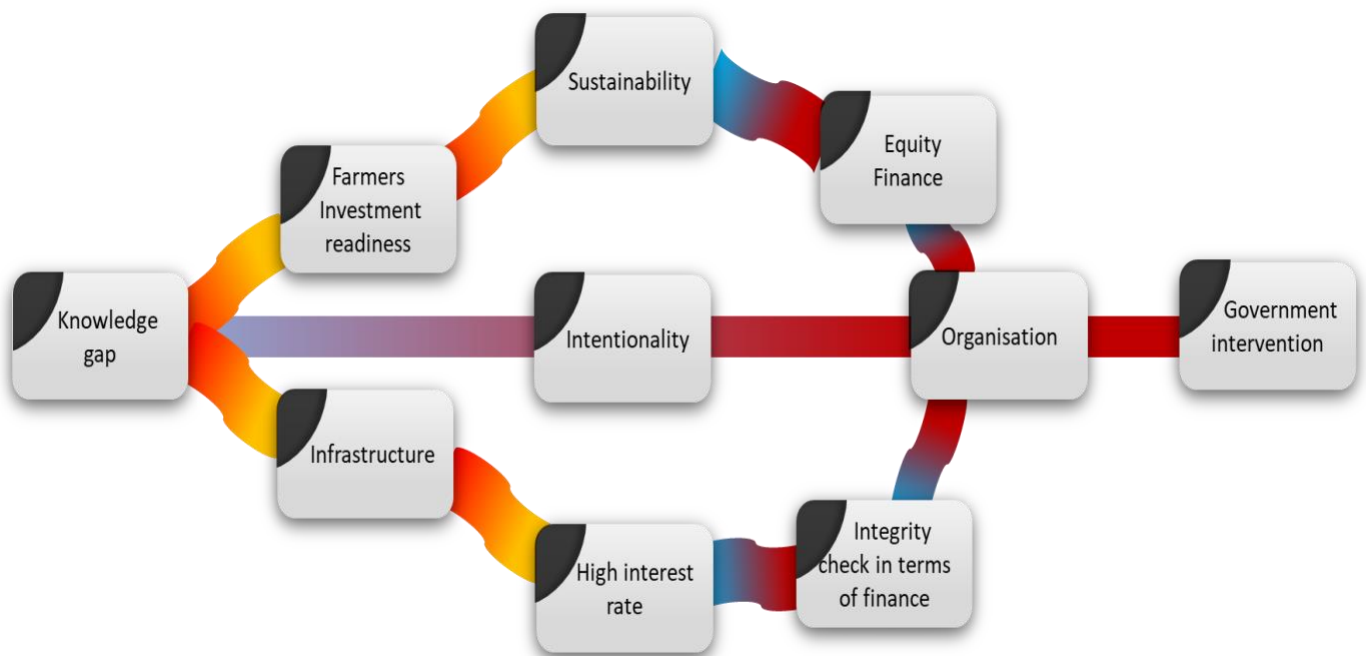 Sustainability
Equity
Finance
Farmers
Investment
readiness
Knowledge
gap
Intentionality
Organisation
Government
intervention
Infrastructure
High interest
rate
Integrity
check in terms
of finance